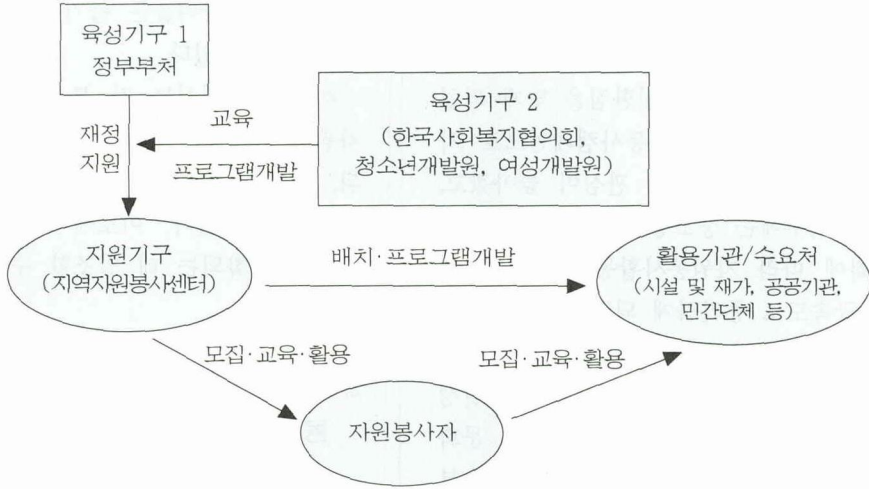 육성기구 1
정부부처
재정
지원
교육
프로그램개발
육성기구 2
(한국사회복지협의회,
청소년개발원, 여성개발원)
지원기구
(지역자원봉사센터)
배치·프로그램개발
활용기관/수요처
(시설 및 재가, 공공기관,
민간단체 등)
모집·교육·활용
모집·교육·활용
자원봉사자